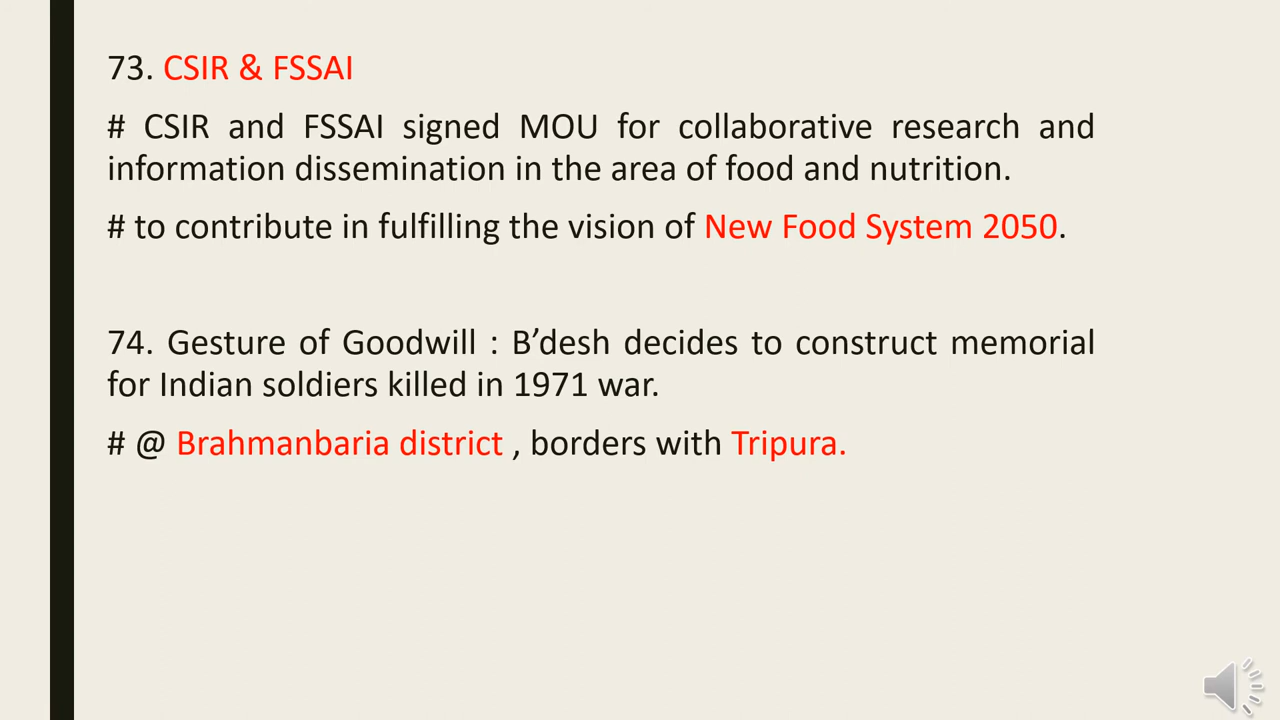 73. CSIR & FSSAI
# CSIR and FSSAI signed MOU for collaborative research and
information dissemination in the area of food and nutrition.
# to contribute in fulfilling the vision of New Food System 2050.
74. Gesture of Goodwill : B’desh decides to construct memorial
for Indian soldiers killed in 1971 war.
# @ Brahmanbaria district , borders with Tripura.